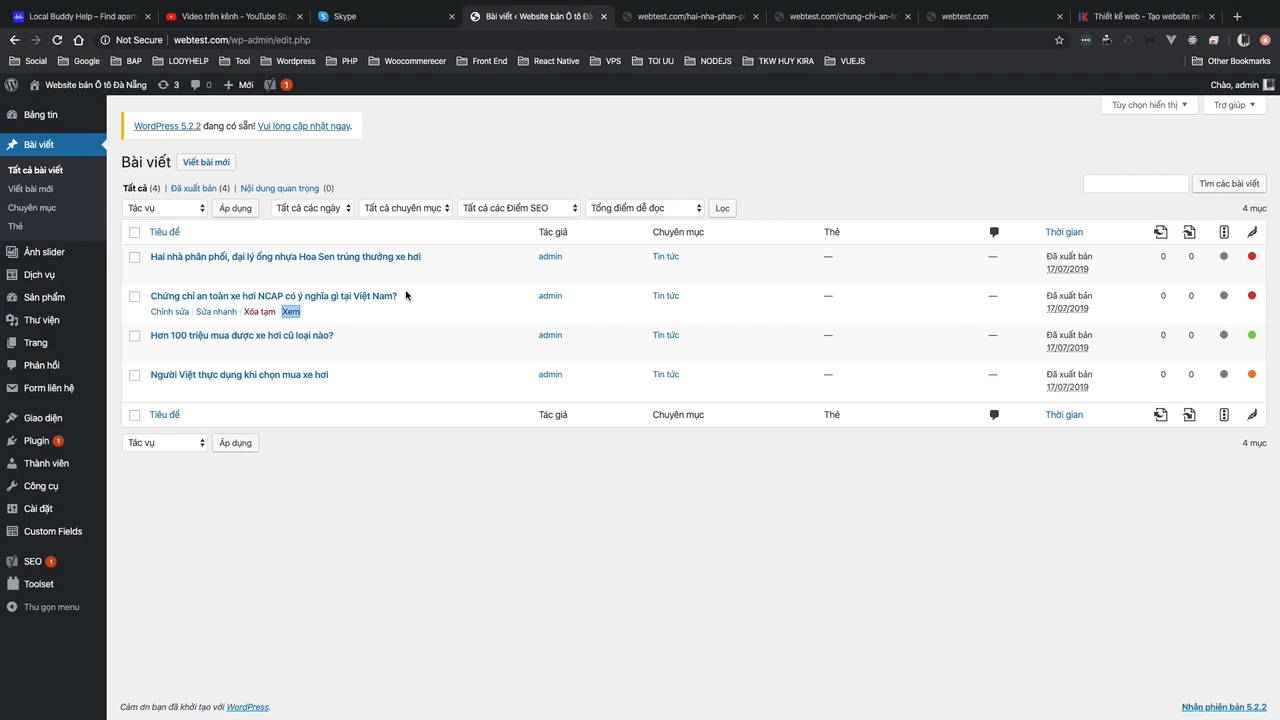 Local Buddy Help - Find apart
Video trên kênh - YouTube Stu
Skype
Bài viết ‹ Website bán Ô tô Đà
webtest.com/hai-nha-phan-p
webtest.com/chung-chi-an-to
webtest.com
Thiết kế web - Tạo website mi
Not Secure | webtest.com/wp-admin/edit.php
Social Google BAP LODYHELP Tool Wordpress PHP Woocommerecer Front End React Native VPS TOI UU NODEJS TKW HUY KIRA VUEJS Other Bookmarks
Website bán Ô tô Đà Nẵng 3 0 Mới 1 Chào, admin
Bảng tin
Bài viết
Tất cả bài viết
Viết bài mới
Chuyên mục
Thẻ
Ảnh slider
Dịch vụ
Sản phẩm
Thư viện
Trang
Phản hồi
Form liên hệ
Giao diện
Plugin 1
Thành viên
Công cụ
Cài đặt
Custom Fields
SEO 1
Toolset
Thu gọn menu
Tùy chọn hiển thị Trợ giúp
WordPress 5.2.2 đang có sẵn! Vui lòng cập nhật ngay.
Bài viết Viết bài mới
Tất cả (4) | Đã xuất bản (4) | Nội dung quan trọng (0)
Tìm các bài viết
Tác vụ Áp dụng Tất cả các ngày Tất cả chuyên mục Tất cả các Điểm SEO Tổng điểm dễ đọc Lọc 4 mục
Tiêu đề Tác giả Chuyên mục Thẻ Thời gian
Hai nhà phân phối, đại lý ống nhựa Hoa Sen trúng thưởng xe hơi admin Tin tức — — Đã xuất bản 0 0
17/07/2019
Chứng chỉ an toàn xe hơi NCAP có ý nghĩa gì tại Việt Nam? admin Tin tức — — Đã xuất bản 0 0
Chỉnh sửa | Sửa nhanh | Xóa tạm | Xem 17/07/2019
Hơn 100 triệu mua được xe hơi cũ loại nào? admin Tin tức — — Đã xuất bản 0 0
17/07/2019
Người Việt thực dụng khi chọn mua xe hơi admin Tin tức — — Đã xuất bản 0 0
17/07/2019
Tiêu đề Tác giả Chuyên mục Thẻ Thời gian
Tác vụ Áp dụng 4 mục
Cảm ơn bạn đã khởi tạo với WordPress. Nhận phiên bản 5.2.2